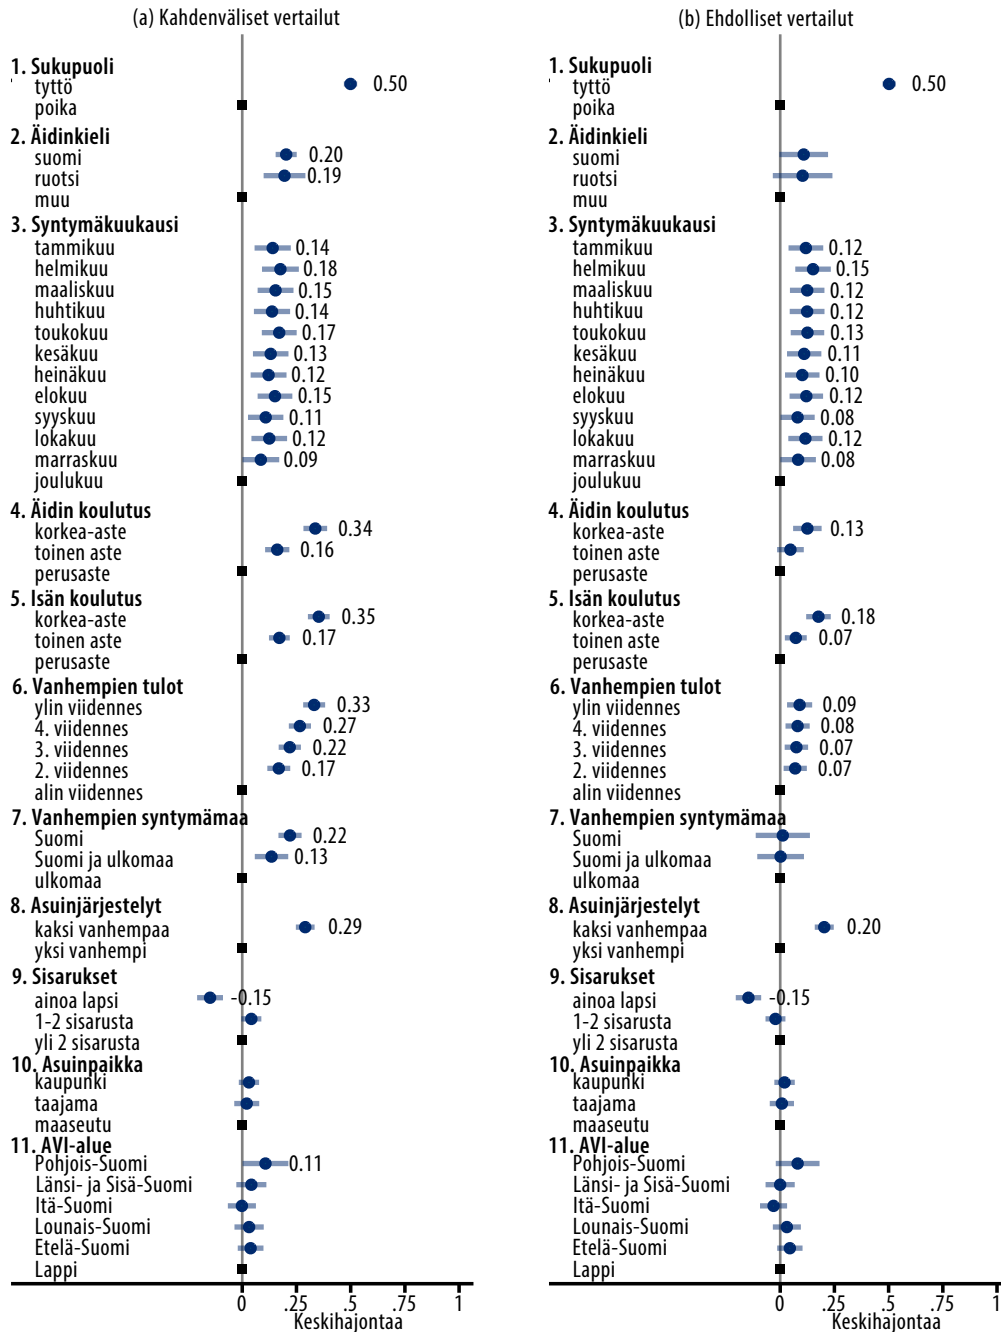 (a) Kahdenväliset vertailut
1. Sukupuoli
tyttö 0.50
poika
2. Äidinkieli
suomi 0.20
ruotsi 0.19
muu
3. Syntymäkuukausi
tammikuu 0.14
helmikuu 0.18
maaliskuu 0.15
huhtikuu 0.14
toukokuu 0.17
kesäkuu 0.13
heinäkuu 0.12
elokuu 0.15
syyskuu 0.11
lokakuu 0.12
marraskuu 0.09
joulukuu
4. Äidin koulutus
korkea-aste 0.34
toinen aste 0.16
perusaste
5. Isän koulutus
korkea-aste 0.35
toinen aste 0.17
perusaste
6. Vanhempien tulot
ylin viidennes 0.33
4. viidennes 0.27
3. viidennes 0.22
2. viidennes 0.17
alin viidennes
7. Vanhempien syntymämaa
Suomi 0.22
Suomi ja ulkomaa 0.13
ulkomaa
8. Asuinjärjestelyt
kaksi vanhempaa 0.29
yksi vanhempi
9. Sisarukset
ainoa lapsi -0.15
1-2 sisarusta
yli 2 sisarusta
10. Asuinpaikka
kaupunki
taajama
maaseutu
11. AVI-alue
Pohjois-Suomi 0.11
Länsi- ja Sisä-Suomi
Itä-Suomi
Lounais-Suomi
Etelä-Suomi
Lappi
0 .25 .5 .75 1
Keskihajontaa
(b) Ehdolliset vertailut
1. Sukupuoli
tyttö 0.50
poika
2. Äidinkieli
suomi
ruotsi
muu
3. Syntymäkuukausi
tammikuu 0.12
helmikuu 0.15
maaliskuu 0.12
huhtikuu 0.12
toukokuu 0.13
kesäkuu 0.11
heinäkuu 0.10
elokuu 0.12
syyskuu 0.08
lokakuu 0.12
marraskuu 0.08
joulukuu
4. Äidin koulutus
korkea-aste 0.13
toinen aste
perusaste
5. Isän koulutus
korkea-aste 0.18
toinen aste 0.07
perusaste
6. Vanhempien tulot
ylin viidennes 0.09
4. viidennes 0.08
3. viidennes 0.07
2. viidennes 0.07
alin viidennes
7. Vanhempien syntymämaa
Suomi
Suomi ja ulkomaa
ulkomaa
8. Asuinjärjestelyt
kaksi vanhempaa 0.20
yksi vanhempi
9. Sisarukset
ainoa lapsi -0.15
1-2 sisarusta
yli 2 sisarusta
10. Asuinpaikka
kaupunki
taajama
maaseutu
11. AVI-alue
Pohjois-Suomi
Länsi- ja Sisä-Suomi
Itä-Suomi
Lounais-Suomi
Etelä-Suomi
Lappi
0 .25 .5 .75 1
Keskihajontaa